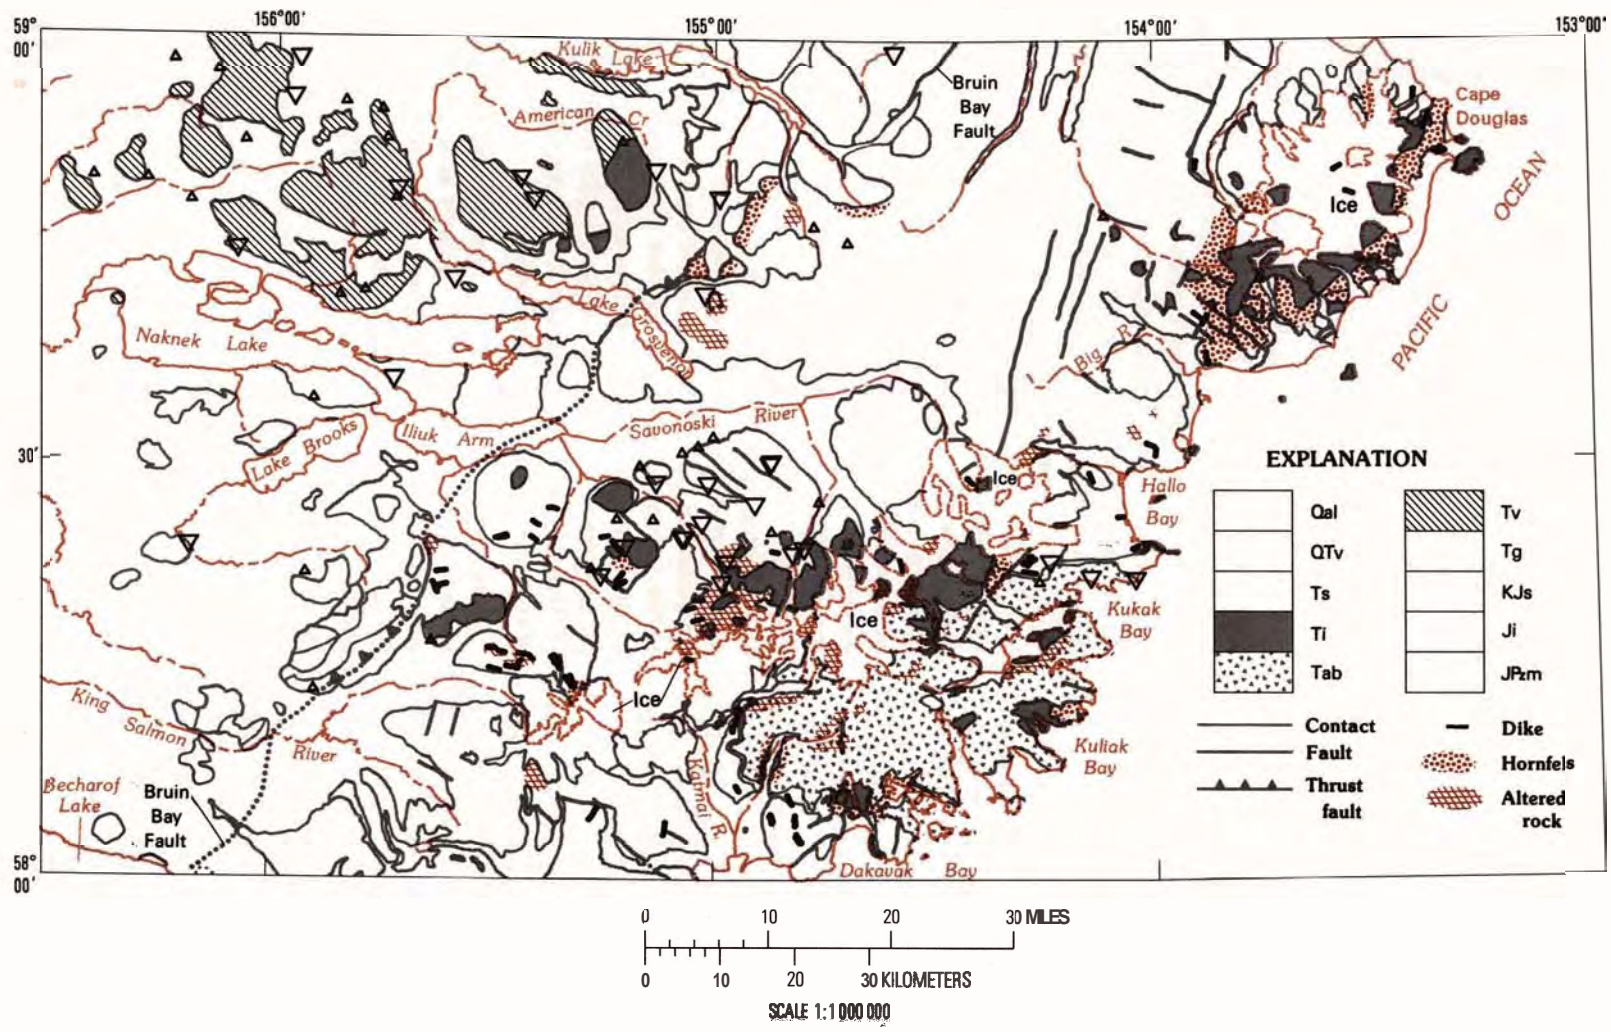 156°00'
155°00'
154°00'
153°00'
59°
00'
Kulik
Lake
Bruin
Bay
Fault
American Cr
Cape
Douglas
OCEAN
Ice
PACIFIC
Lake
Grosvenor
Naknek Lake
Big R
Iliuk Arm
Savonoski River
Lake Brooks
30'
Ice
Hallo
Bay
EXPLANATION
Qal
QTv
Ts
Ti
Tab
Tv
Tg
KJs
Ji
JPzm
Contact
Fault
Thrust
fault
Dike
Hornfels
Altered
rock
Ice
Kukak
Bay
Ice
King
Salmon
River
Kuliak
Bay
Becharof
Lake
Bruin
Bay
Fault
Katmai R
58°
00'
Dakavak Bay
0 10 20 30 MILES
0 10 20 30 KILOMETERS
SCALE 1:1 000 000